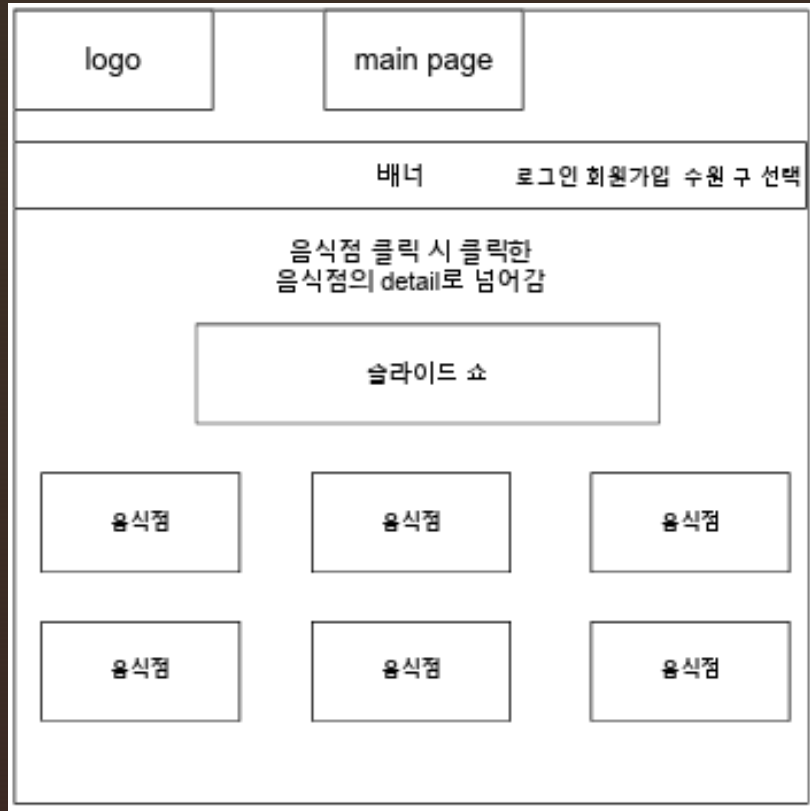 logo
main page
배너
로그인 회원가입 수원 구 선택
음식점 클릭 시 클릭한
음식점의 detail로 넘어감
슬라이드 쇼
음식점
음식점
음식점
음식점
음식점
음식점